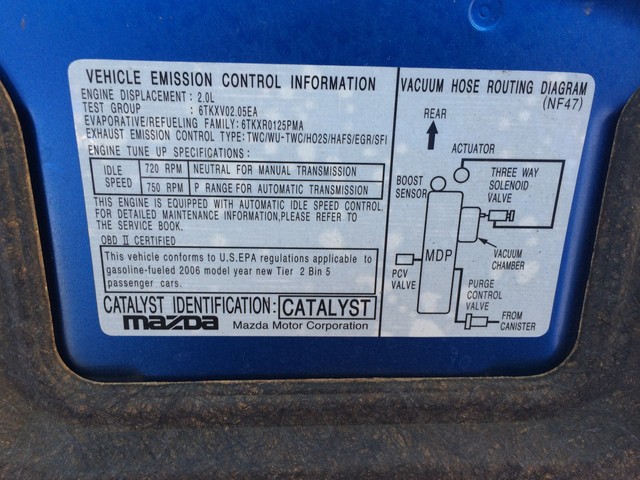 VEHICLE EMISSION CONTROL INFORMATION
ENGINE DISPLACEMENT: 2.0L
TEST GROUP : 6TKXV02.05EA
EVAPORATIVE/REFUELING FAMILY: 6TKXR0125PMA
EXHAUST EMISSION CONTROL TYPE: TWC/WU-TWC/HO2S/HAFS/EGR/SFI
ENGINE TUNE UP SPECIFICATIONS:
IDLE SPEED 720 RPM NEUTRAL FOR MANUAL TRANSMISSION
750 RPM P RANGE FOR AUTOMATIC TRANSMISSION
THIS ENGINE IS EQUIPPED WITH AUTOMATIC IDLE SPEED CONTROL.
FOR DETAILED MAINTENANCE INFORMATION,PLEASE REFER TO
THE SERVICE BOOK.
OBD II CERTIFIED
This vehicle conforms to U.S.EPA regulations applicable to
gasoline-fueled 2006 model year new Tier 2 Bin 5
passenger cars.
CATALYST IDENTIFICATION: CATALYST
mazda Mazda Motor Corporation
VACUUM HOSE ROUTING DIAGRAM
(NF47)
REAR
ACTUATOR
BOOST
SENSOR
THREE WAY
SOLENOID
VALVE
MDP
VACUUM
CHAMBER
PCV
VALVE
PURGE
CONTROL
VALVE
FROM
CANISTER